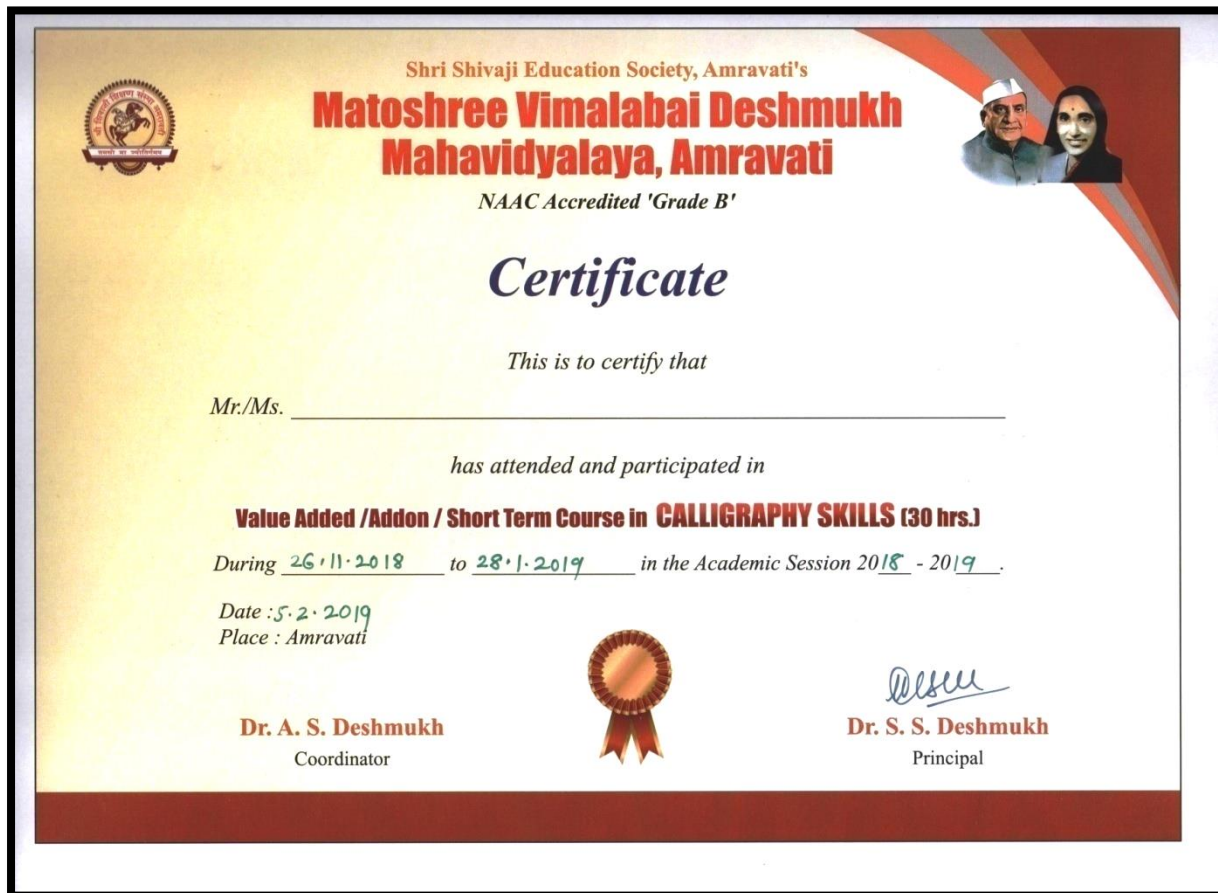 Shri Shivaji Education Society, Amravati's
Matoshree Vimalabai Deshmukh
Mahavidyalaya, Amravati
NAAC Accredited 'Grade B'
श्री शिवाजी शिक्षण संस्था अमरावती
Certificate
This is to certify that
Mr./Ms.
has attended and participated in
Value Added /Addon / Short Term Course in CALLIGRAPHY SKILLS (30 hrs.)
During 26.11.2018 to 28.1.2019 in the Academic Session 2018 - 2019.
Date : 5.2.2019
Place : Amravati
Dr. A. S. Deshmukh
Coordinator
Dr. S. S. Deshmukh
Principal